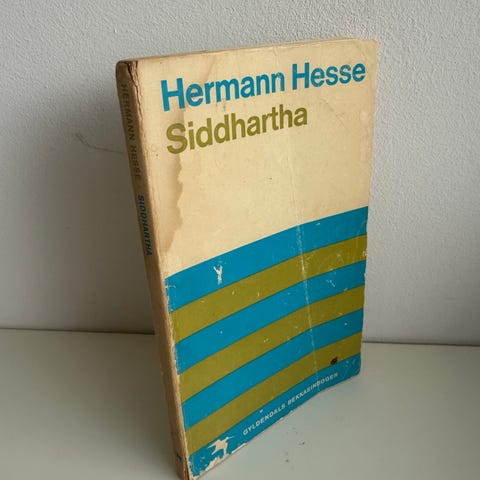 Hermann Hesse
Siddhartha
GYLDENDALS BEKKASINBØGER
HERMANN HESSE SIDDHARTHA